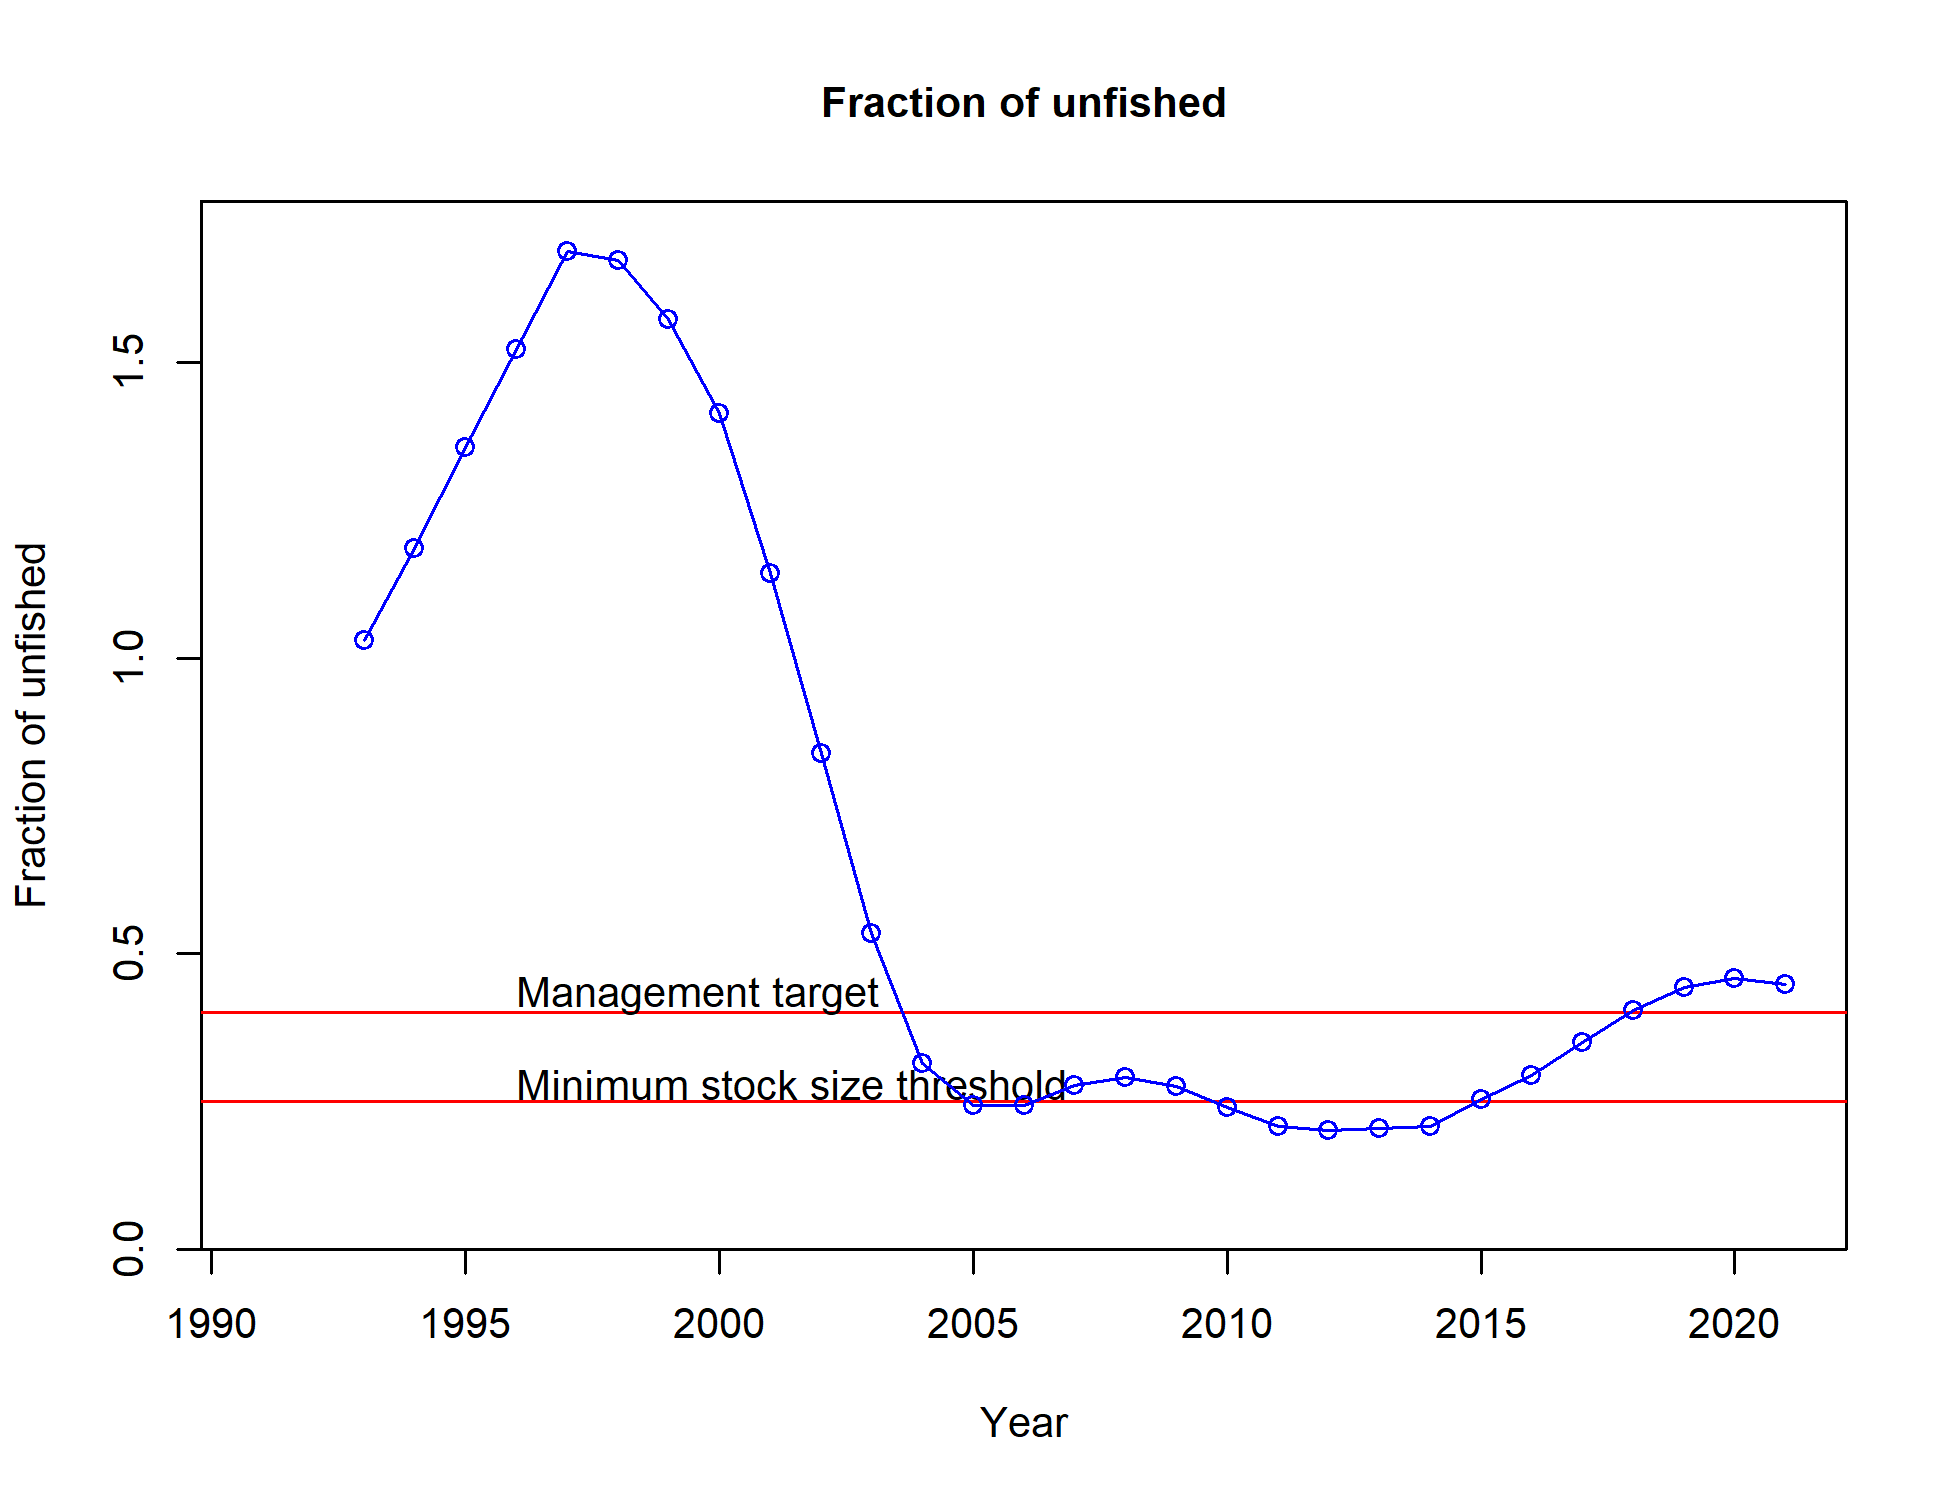 Fraction of unfished
Fraction of unfished
1.5
1.0
0.5
0.0
Management target
Minimum stock size threshold
1990 1995 2000 2005 2010 2015 2020
Year